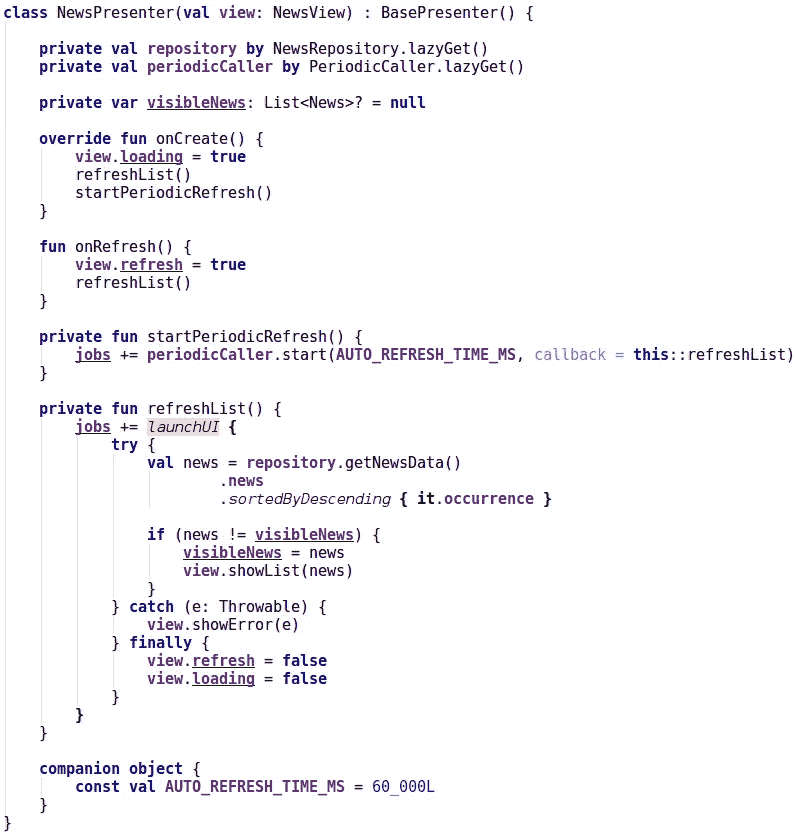 class NewsPresenter(val view: NewsView) : BasePresenter() {
    private val repository by NewsRepository.lazyGet()
    private val periodicCaller by PeriodicCaller.lazyGet()
    private var visibleNews: List<News>? = null
    override fun onCreate() {
        view.loading = true
        refreshList()
        startPeriodicRefresh()
    }
    fun onRefresh() {
        view.refresh = true
        refreshList()
    }
    private fun startPeriodicRefresh() {
        jobs += periodicCaller.start(AUTO_REFRESH_TIME_MS, callback = this::refreshList)
    }
    private fun refreshList() {
        jobs += launchUI {
            try {
                val news = repository.getNewsData()
                        .news
                        .sortedByDescending { it.occurrence }
                if (news != visibleNews) {
                    visibleNews = news
                    view.showList(news)
                }
            } catch (e: Throwable) {
                view.showError(e)
            } finally {
                view.refresh = false
                view.loading = false
            }
        }
    }
    companion object {
        const val AUTO_REFRESH_TIME_MS = 60_000L
    }
}